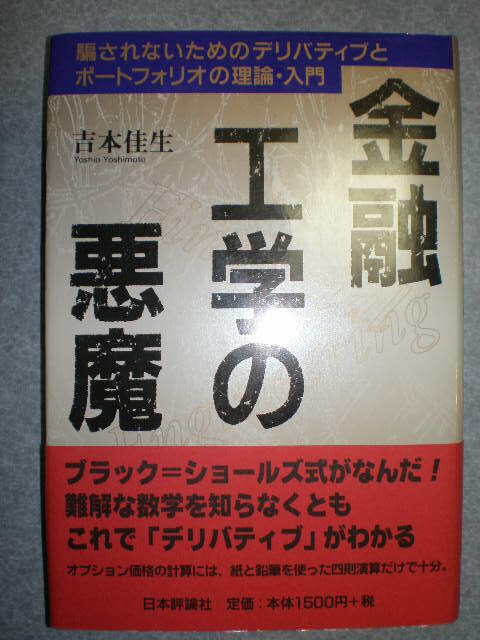 騙されないためのデリバティブと
ポートフォリオの理論・入門
吉本佳生
Yoshio Yoshimoto
金融
工学の
悪魔
ブラック=ショールズ式がなんだ!
難解な数学を知らなくとも
これで「デリバティブ」がわかる
オプション価格の計算には、紙と鉛筆を使った四則演算だけで十分。
日本評論社 定価:本体1500円+税